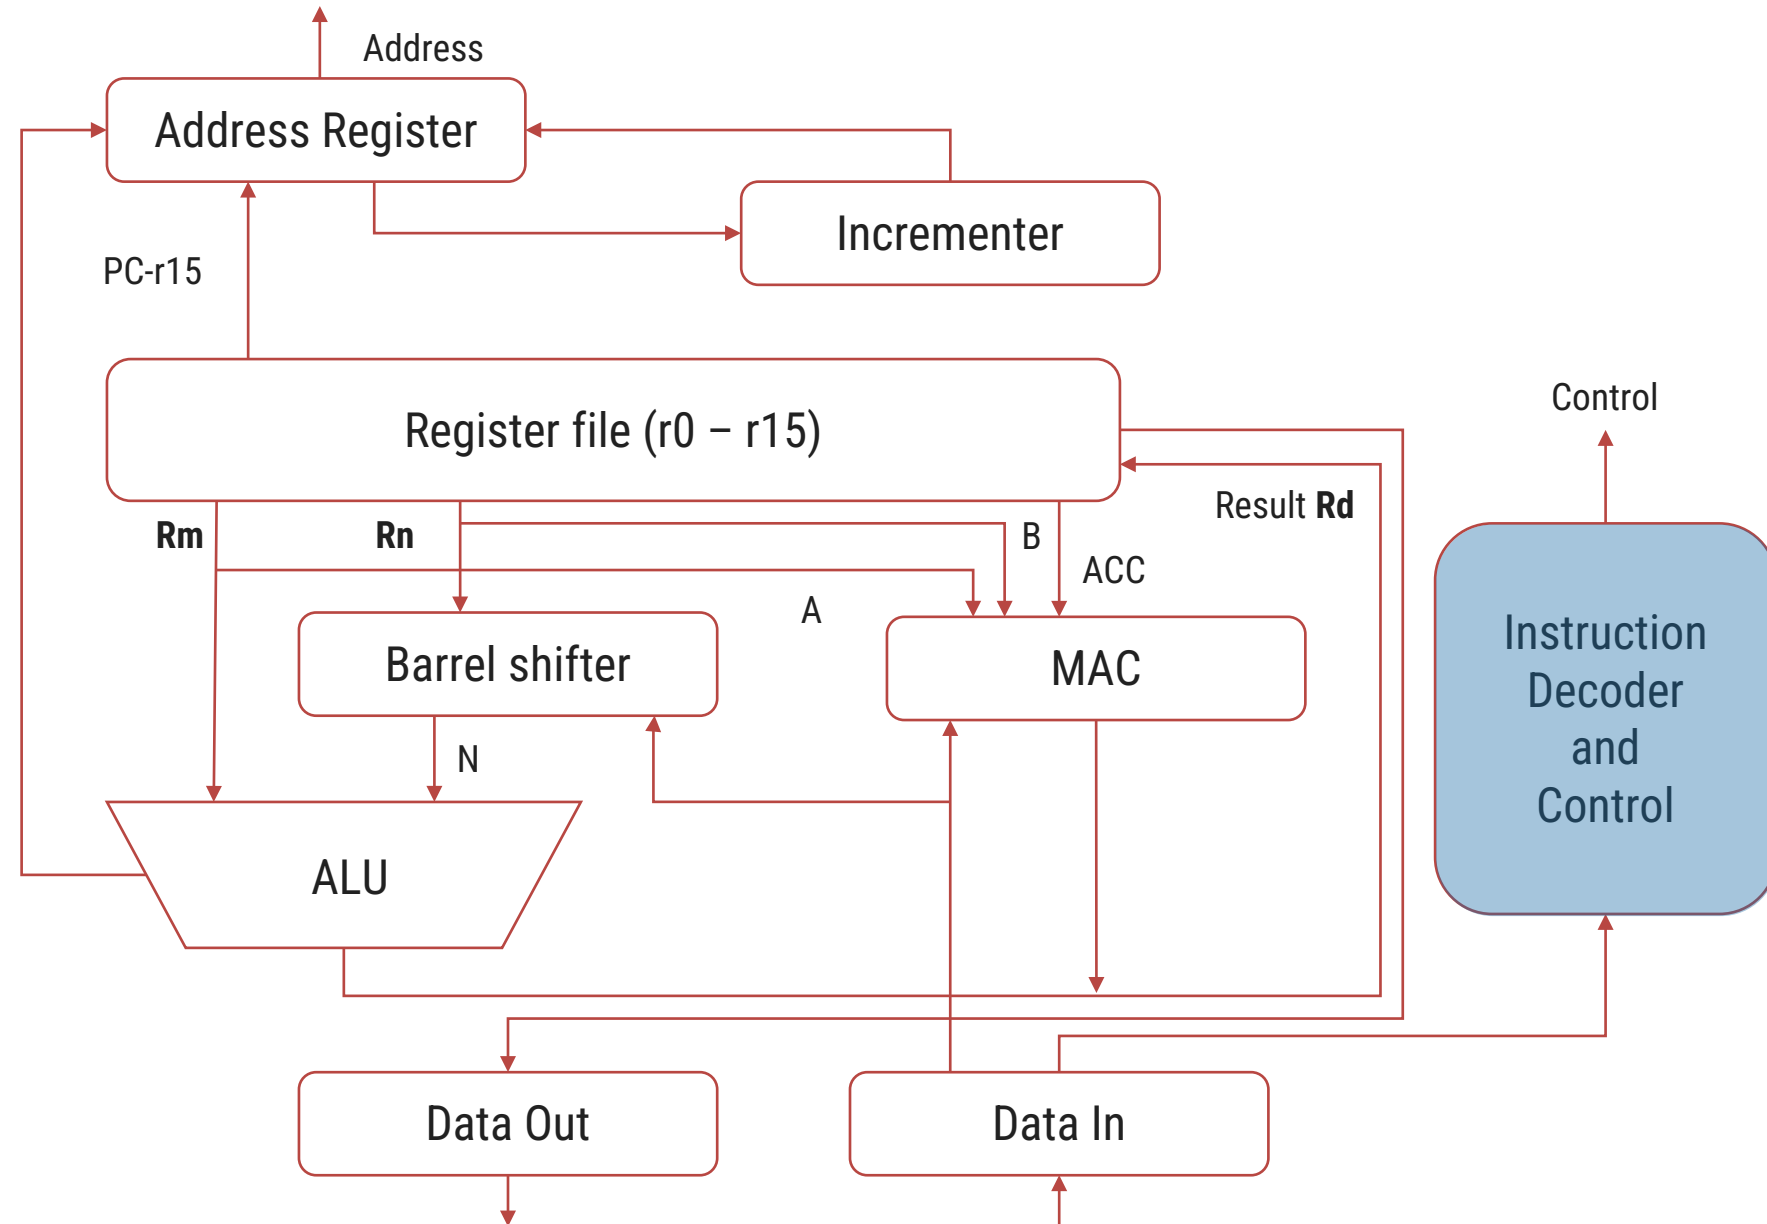 Address
Address Register
Incrementer
PC-r15
Register file (r0 – r15)
Control
Result Rd
Rm
Rn
B
ACC
A
Barrel shifter
MAC
Instruction
Decoder
and
Control
N
ALU
Data Out
Data In